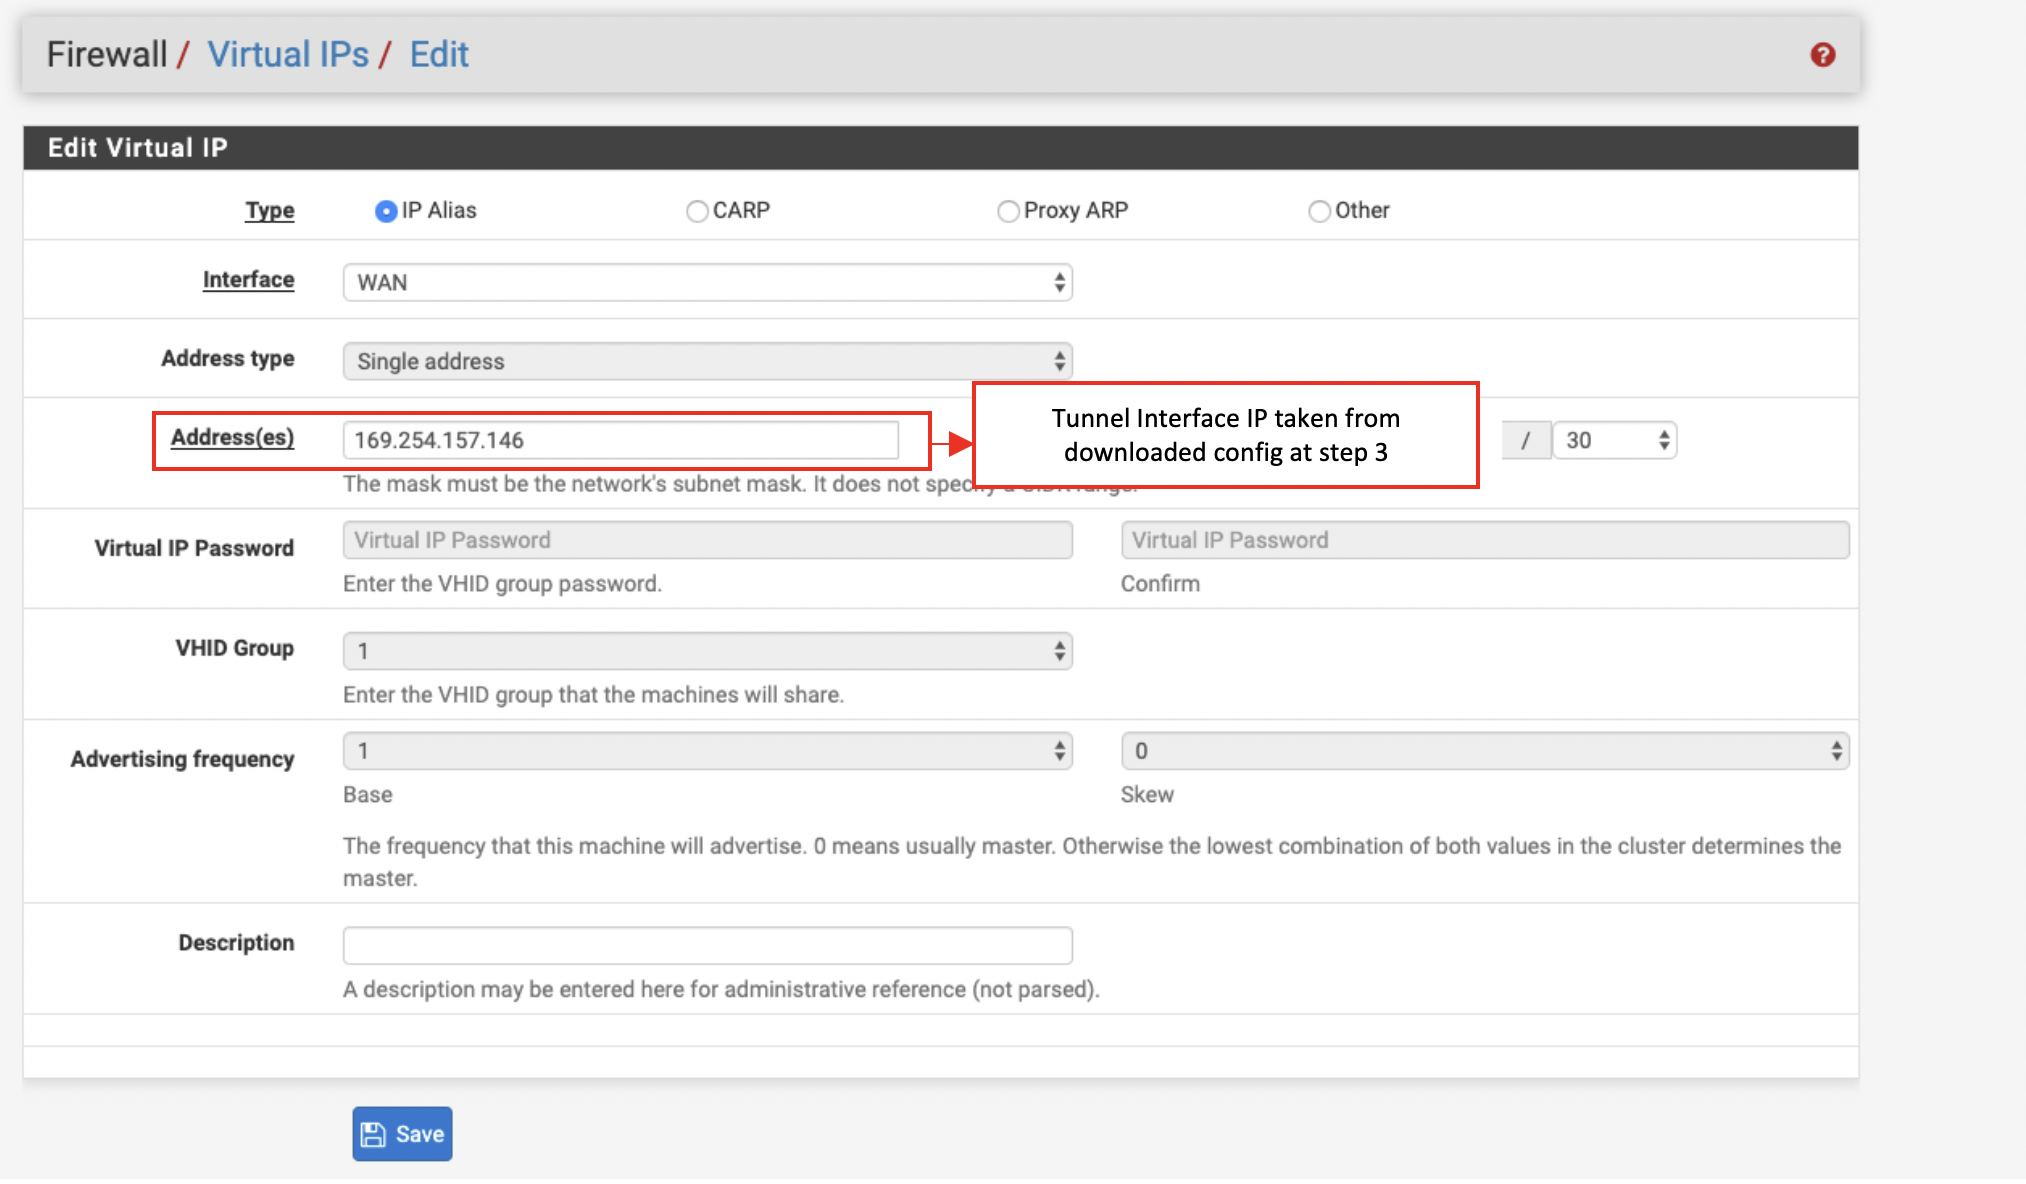 Firewall / Virtual IPs / Edit
Edit Virtual IP
Type IP Alias CARP Proxy ARP Other
Interface WAN
Address type Single address
Address(es) 169.254.157.146 / 30
Tunnel Interface IP taken from
downloaded config at step 3
The mask must be the network's subnet mask. It does not
Virtual IP Password Virtual IP Password Virtual IP Password
Enter the VHID group password. Confirm
VHID Group 1
Enter the VHID group that the machines will share.
Advertising frequency 1 0
Base Skew
The frequency that this machine will advertise. 0 means usually master. Otherwise the lowest combination of both values in the cluster determines the
master.
Description
A description may be entered here for administrative reference (not parsed).
Save